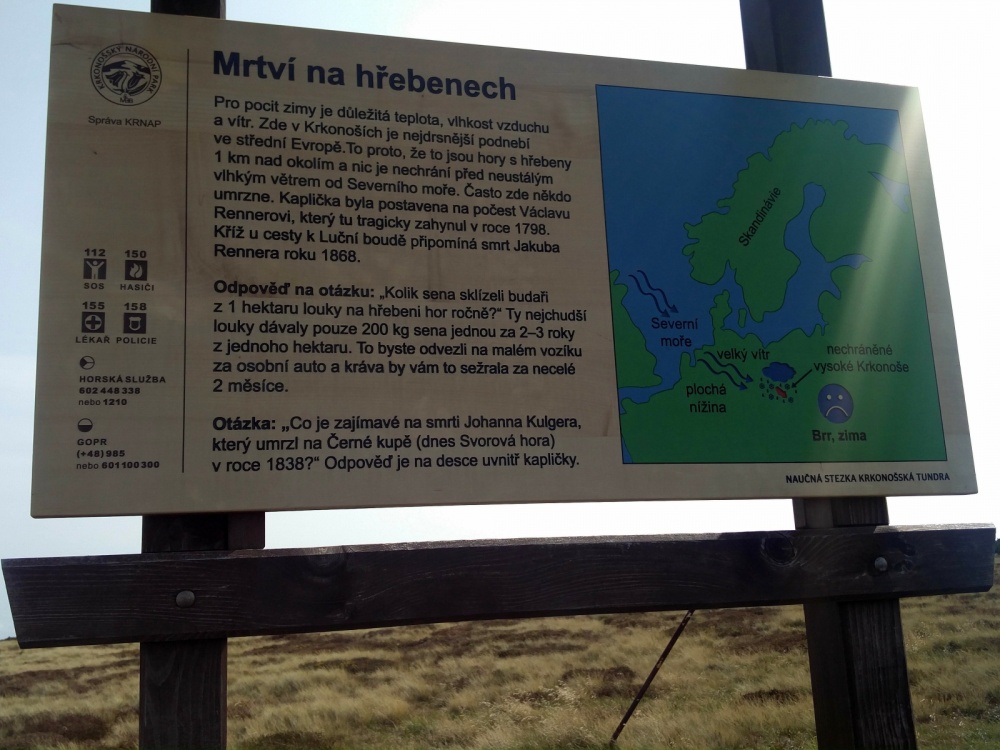 KRKONOŠSKÝ NÁRODNÍ PARK
Správa KRNAP
112
150
SOS
HASIČI
155
158
LÉKAŘ
POLICIE
HORSKÁ SLUŽBA
602 448 338
nebo 1210
GOPR
(+48) 985
nebo 601 100 300
Mrtví na hřebenech
Pro pocit zimy je důležitá teplota, vlhkost vzduchu
a vítr. Zde v Krkonoších je nejdrsnější podnebí
ve střední Evropě.To proto, že to jsou hory s hřebeny
1 km nad okolím a nic je nechrání před neustálým
vlhkým větrem od Severního moře. Často zde někdo
umrzne. Kaplička byla postavena na počest Václavu
Rennerovi, který tu tragicky zahynul v roce 1798.
Kříž u cesty k Luční boudě připomíná smrt Jakuba
Rennera roku 1868.
Odpověď na otázku: „Kolik sena sklízeli budaři
z 1 hektaru louky na hřebeni hor ročně?“ Ty nejchudší
louky dávaly pouze 200 kg sena jednou za 2–3 roky
z jednoho hektaru. To byste odvezli na malém vozíku
za osobní auto a kráva by vám to sežrala za necelé
2 měsíce.
Otázka: „Co je zajímavé na smrti Johanna Kulgera,
který umrzl na Černé kupě (dnes Svorová hora)
v roce 1838?“ Odpověď je na desce uvnitř kapličky.
Skandinávie
Severní
moře
velký vítr
plochá
nížina
nechráněné
vysoké Krkonoše
Brr, zima
NAUČNÁ STEZKA KRKONOŠSKÁ TUNDRA